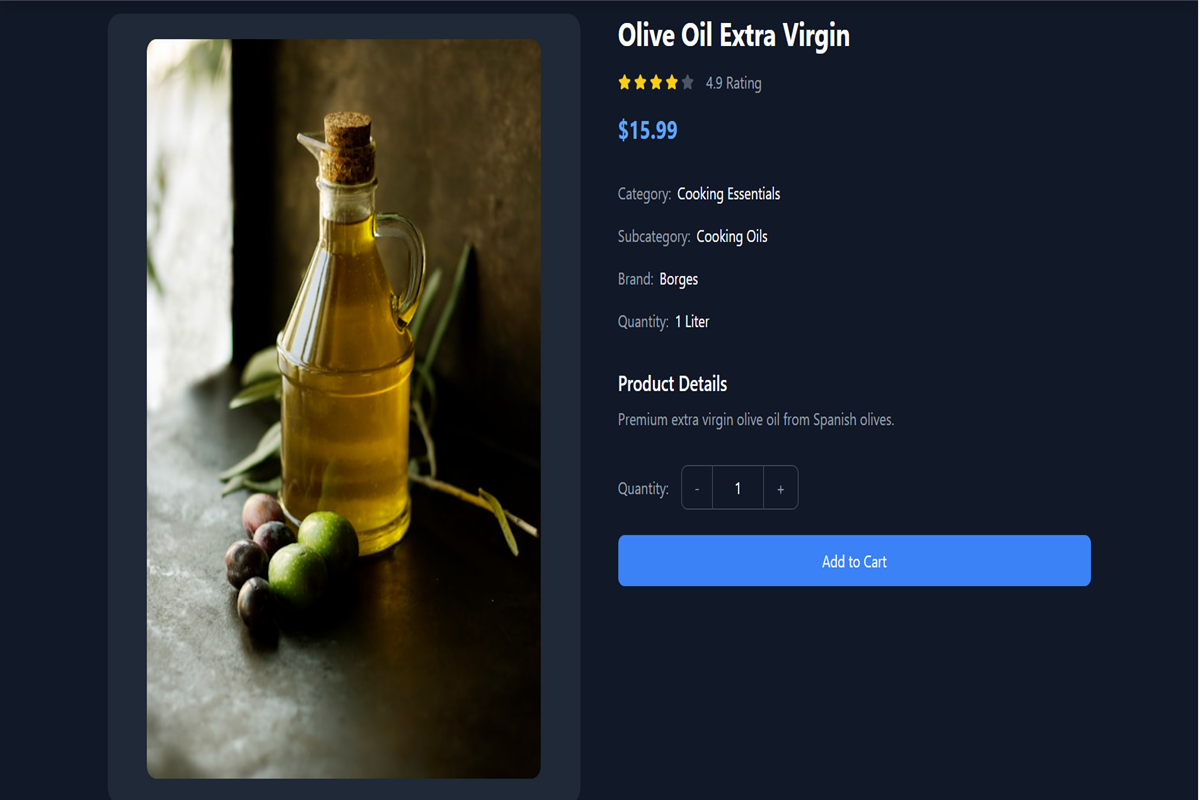 Olive Oil Extra Virgin
4.9 Rating
$15.99
Category: Cooking Essentials
Subcategory: Cooking Oils
Brand: Borges
Quantity: 1 Liter
Product Details
Premium extra virgin olive oil from Spanish olives.
Quantity: - 1 +
Add to Cart